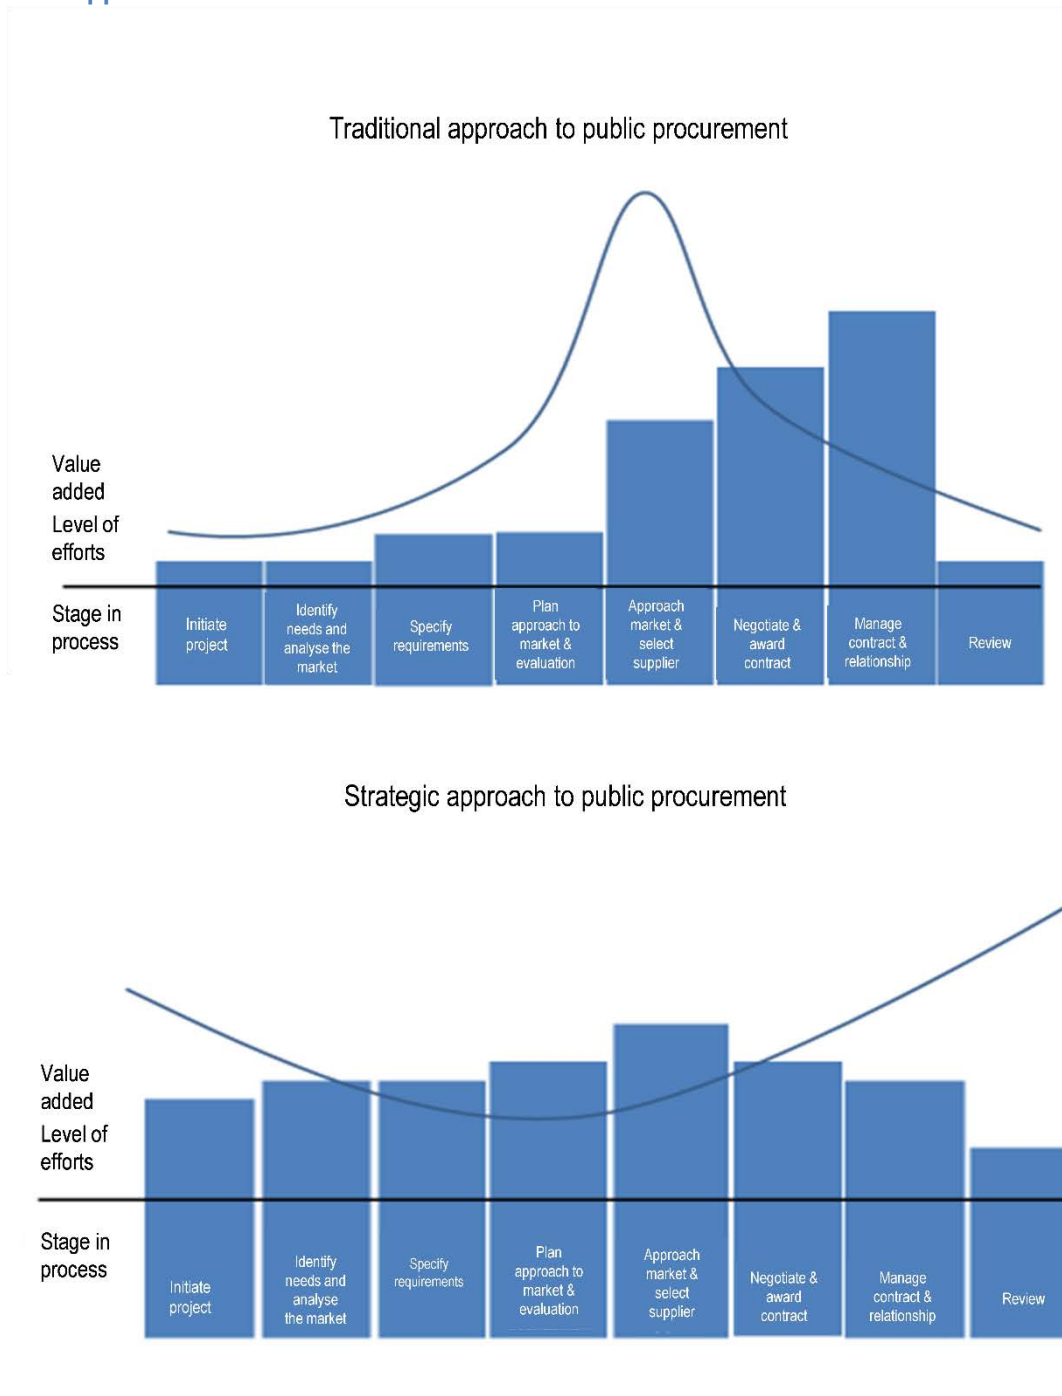 Traditional approach to public procurement
Value
added
Level of
efforts
Stage in
process
Initiate
project
Identify
needs and
analyse the
market
Specify
requirements
Plan
approach to
market &
evaluation
Approach
market &
select
supplier
Negotiate &
award
contract
Manage
contract &
relationship
Review
Strategic approach to public procurement
Value
added
Level of
efforts
Stage in
process
Initiate
project
Identify
needs and
analyse
the market
Specify
requirements
Plan
approach to
market &
evaluation
Approach
market &
select
supplier
Negotiate &
award
contract
Manage
contract &
relationship
Review